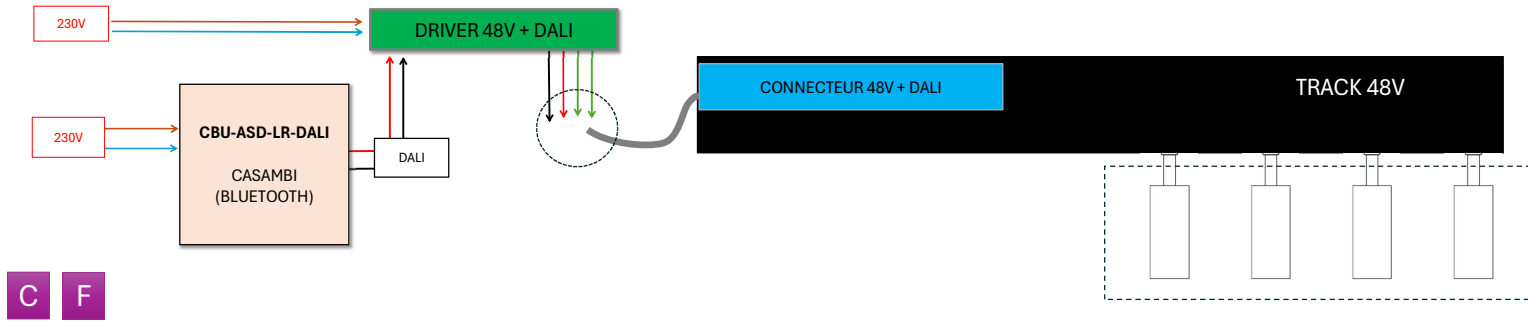 230V
DRIVER 48V + DALI
CONNECTEUR 48V + DALI
TRACK 48V
230V
CBU-ASD-LR-DALI
CASAMBI
(BLUETOOTH)
DALI
C F